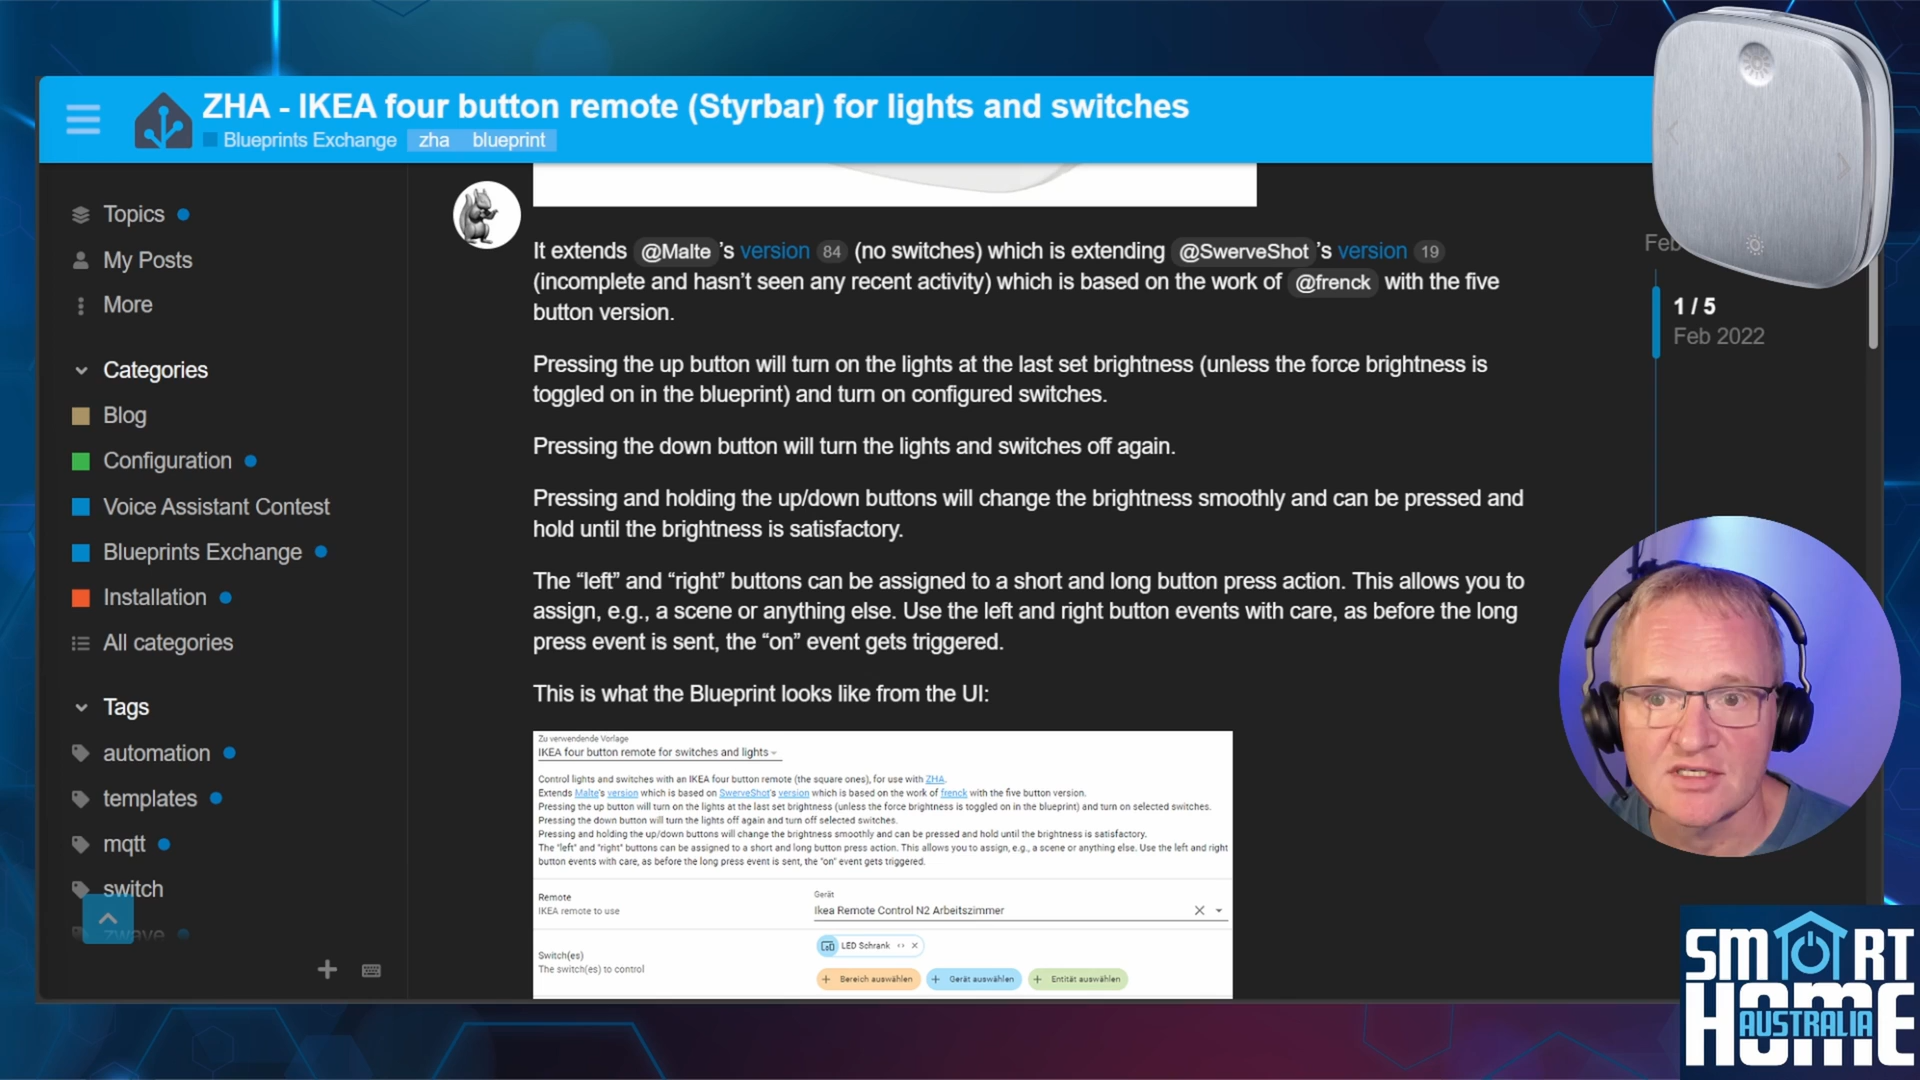 ZHA - IKEA four button remote (Styrbar) for lights and switches
Blueprints Exchange zha blueprint
Topics
My Posts
More
Categories
Blog
Configuration
Voice Assistant Contest
Blueprints Exchange
Installation
All categories
Tags
automation
templates
mqtt
switch
zwave
It extends @Malte's version 84 (no switches) which is extending @SwerveShot's version 19
(incomplete and hasn't seen any recent activity) which is based on the work of @frenck with the five
button version.
Pressing the up button will turn on the lights at the last set brightness (unless the force brightness is
toggled on in the blueprint) and turn on configured switches.
Pressing the down button will turn the lights and switches off again.
Pressing and holding the up/down buttons will change the brightness smoothly and can be pressed and
hold until the brightness is satisfactory.
The “left” and “right” buttons can be assigned to a short and long button press action. This allows you to
assign, e.g., a scene or anything else. Use the left and right button events with care, as before the long
press event is sent, the “on” event gets triggered.
This is what the Blueprint looks like from the UI:
Zu verwendende Vorlage
IKEA four button remote for switches and lights
Control lights and switches with an IKEA four button remote (the square ones), for use with ZHA.
Extends Malte's version which is based on SwerveShot's version which is based on the work of frenck with the five button version.
Pressing the up button will turn on the lights at the last set brightness (unless the force brightness is toggled on in the blueprint) and turn on selected switches.
Pressing the down button will turn the lights off again and turn off selected switches.
Pressing and holding the up/down buttons will change the brightness smoothly and can be pressed and hold until the brightness is satisfactory.
The "left" and "right" buttons can be assigned to a short and long button press action. This allows you to assign, e.g., a scene or anything else. Use the left and right
button events with care, as before the long press event is sent, the "on" event gets triggered.
Remote
IKEA remote to use
Gerät
Ikea Remote Control N2 Arbeitszimmer
Switch(es)
The switch(es) to control
LED Schrank
Bereich auswählen
Gerät auswählen
Entität auswählen
Feb
1 / 5
Feb 2022
SMART
HOME
AUSTRALIA